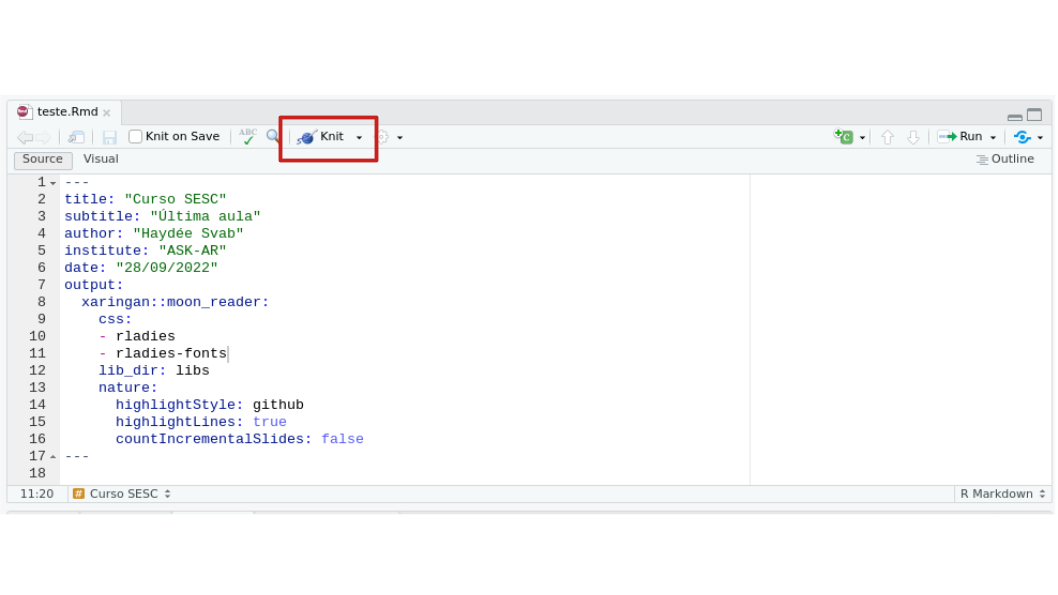 teste.Rmd
Knit on Save ABC Knit Run
Source Visual Outline
1 ---
2 title: "Curso SESC"
3 subtitle: "Última aula"
4 author: "Haydée Svab"
5 institute: "ASK-AR"
6 date: "28/09/2022"
7 output:
8 xaringan::moon_reader:
9 css:
10 - rladies
11 - rladies-fonts
12 lib_dir: libs
13 nature:
14 highlightStyle: github
15 highlightLines: true
16 countIncrementalSlides: false
17 ---
18
11:20 # Curso SESC R Markdown